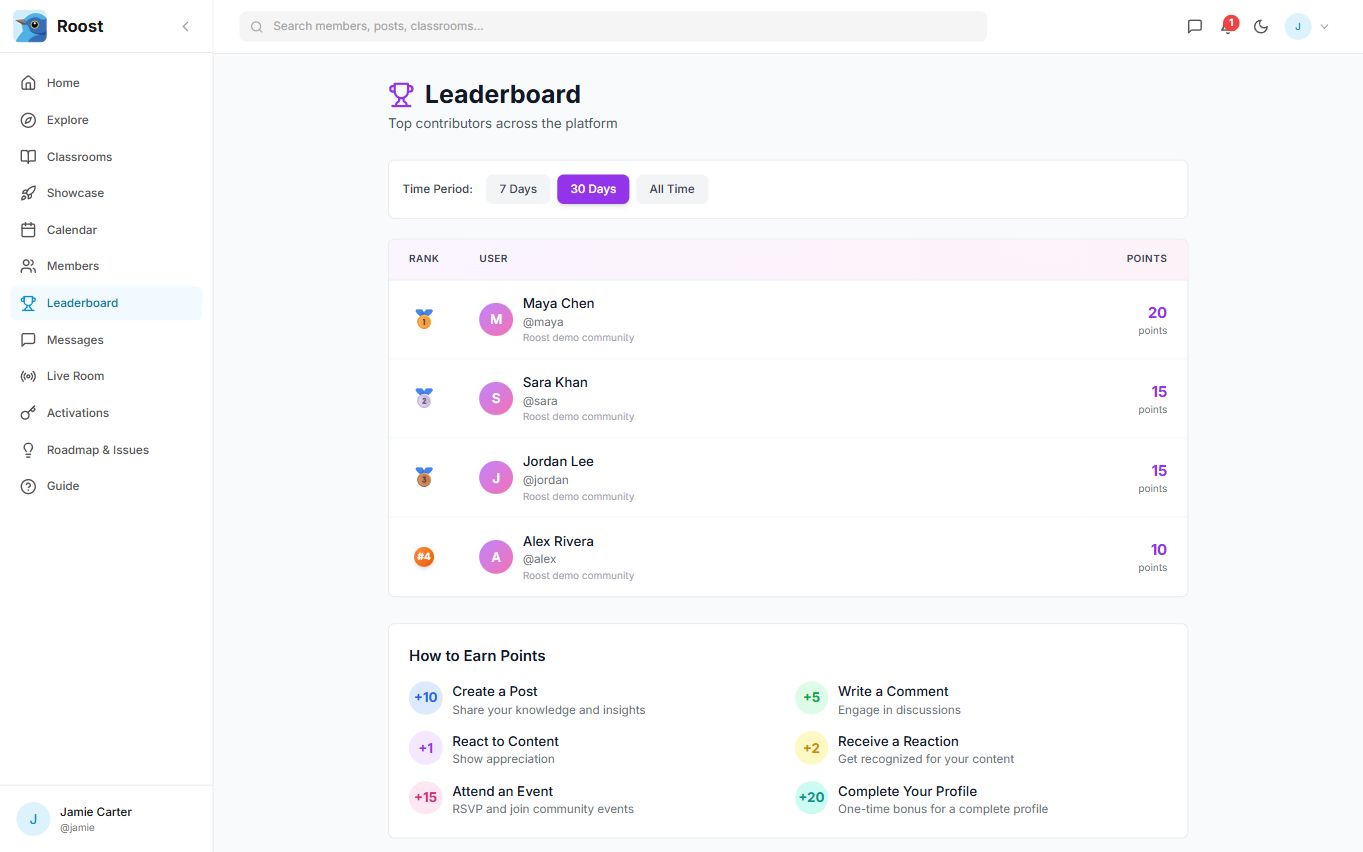 Roost
Search members, posts, classrooms...
1
J
Home
Explore
Classrooms
Showcase
Calendar
Members
Leaderboard
Messages
Live Room
Activations
Roadmap & Issues
Guide
J
Jamie Carter
@jamie
Leaderboard
Top contributors across the platform
Time Period: 7 Days 30 Days All Time
RANK USER POINTS
1 M Maya Chen
@maya
Roost demo community
20
points
2 S Sara Khan
@sara
Roost demo community
15
points
3 J Jordan Lee
@jordan
Roost demo community
15
points
#4 A Alex Rivera
@alex
Roost demo community
10
points
How to Earn Points
+10 Create a Post
Share your knowledge and insights
+5 Write a Comment
Engage in discussions
+1 React to Content
Show appreciation
+2 Receive a Reaction
Get recognized for your content
+15 Attend an Event
RSVP and join community events
+20 Complete Your Profile
One-time bonus for a complete profile